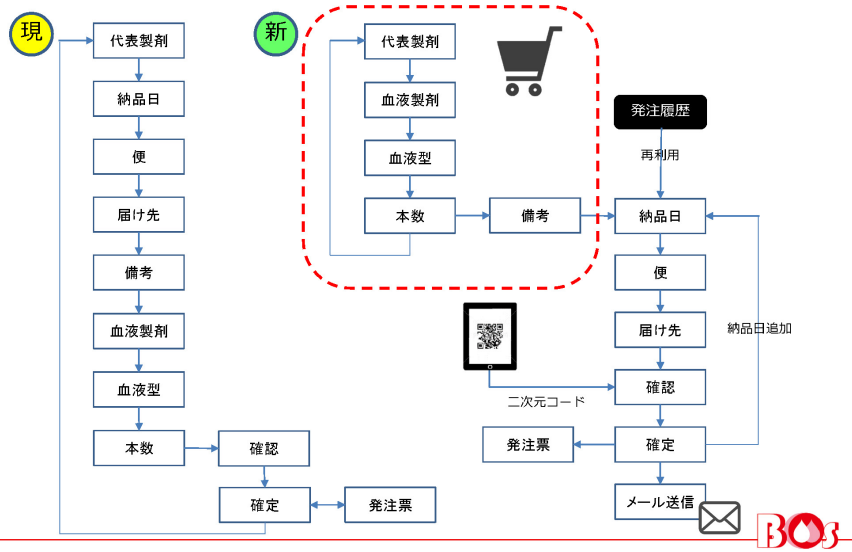 現
代表製剤
納品日
便
届け先
備考
血液製剤
血液型
本数
確認
確定
発注票
新
代表製剤
血液製剤
血液型
本数
備考
発注履歴
再利用
納品日
便
届け先
納品日追加
確認
二次元コード
発注票
確定
メール送信
BOS